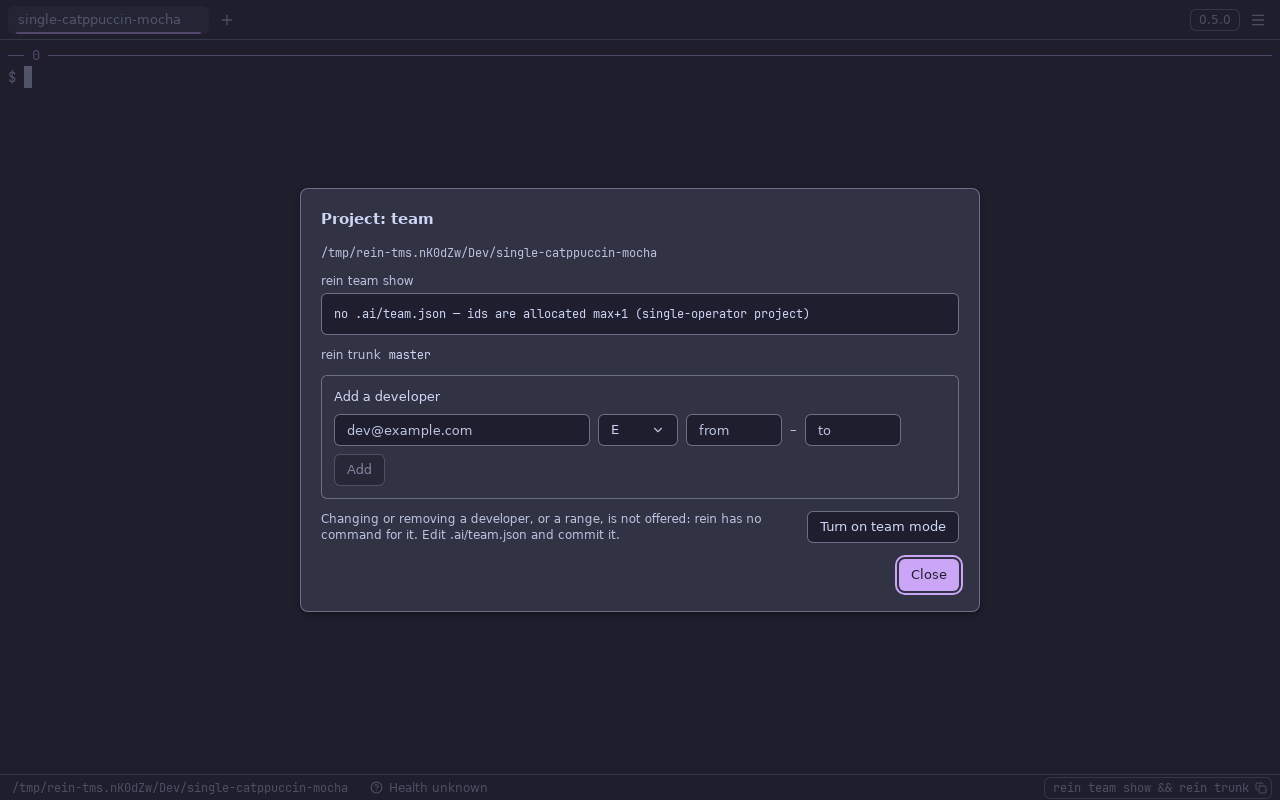 single-catppuccin-mocha
0.5.0
0
$
Project: team
/tmp/rein-tms.nK0dZw/Dev/single-catppuccin-mocha
rein team show
no .ai/team.json — ids are allocated max+1 (single-operator project)
rein trunk master
Add a developer
dev@example.com E from – to
Add
Changing or removing a developer, or a range, is not offered: rein has no
command for it. Edit .ai/team.json and commit it.
Turn on team mode
Close
/tmp/rein-tms.nK0dZw/Dev/single-catppuccin-mocha Health unknown rein team show && rein trunk